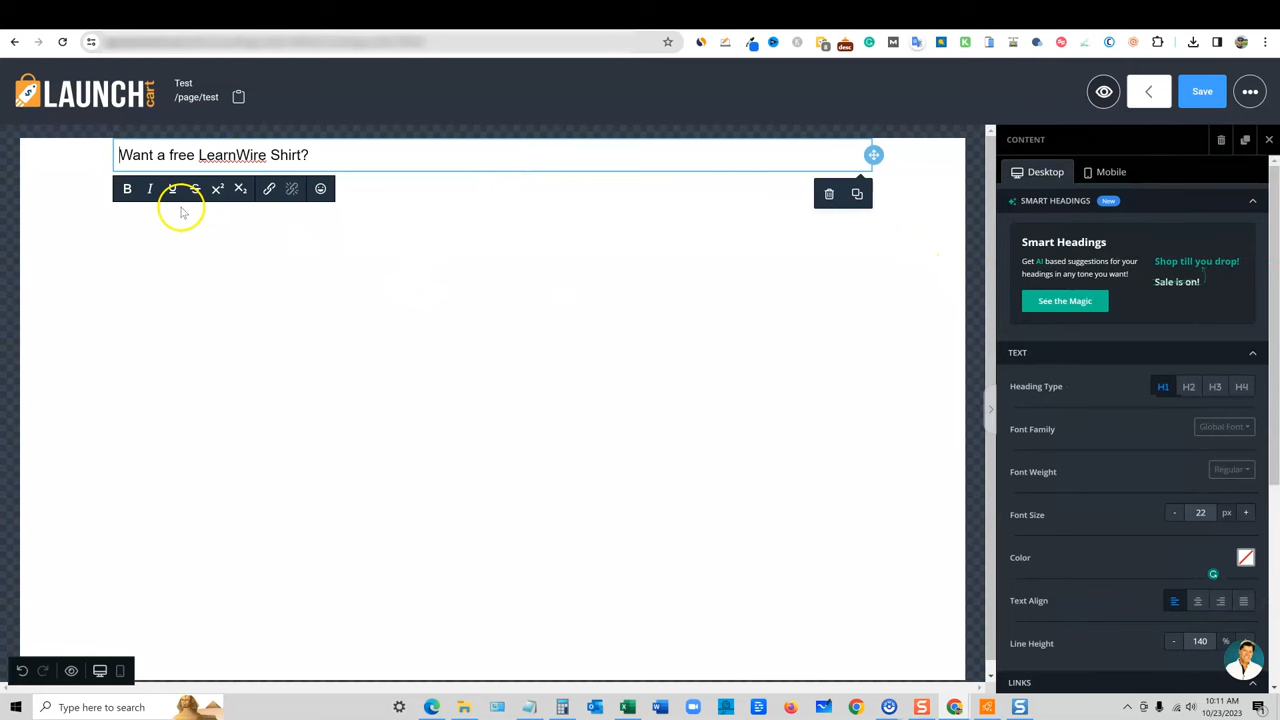 LAUNCH cart
Test
/page/test
Save
Want a free LearnWire Shirt?
B I U S X² X₂
CONTENT
Desktop Mobile
SMART HEADINGS New
Smart Headings
Get AI based suggestions for your
headings in any tone you want!
See the Magic
Shop till you drop!
Sale is on!
TEXT
Heading Type H1 H2 H3 H4
Font Family Global Font
Font Weight Regular
Font Size - 22 px +
Color
Text Align
Line Height - 140 %
LINKS
Type here to search
10:11 AM
10/23/2023